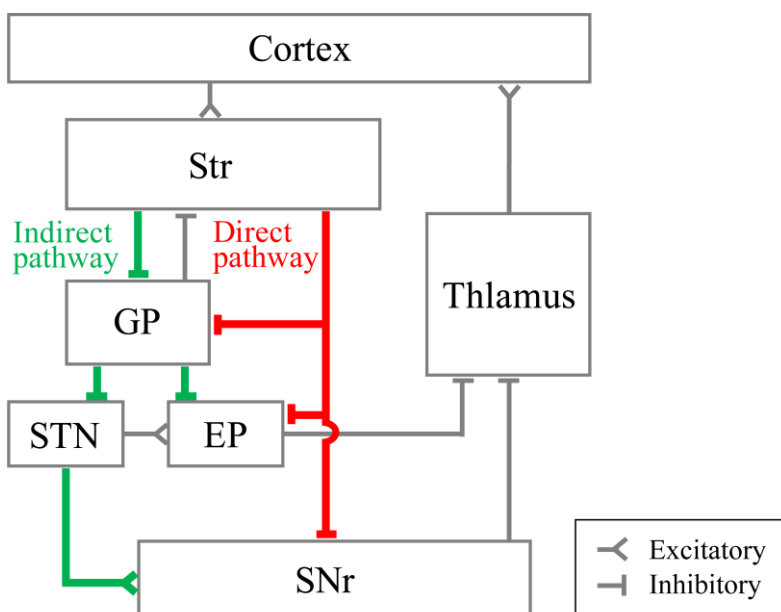 Cortex
Str
Indirect
pathway
Direct
pathway
GP
Thlamus
STN
EP
SNr
Excitatory
Inhibitory